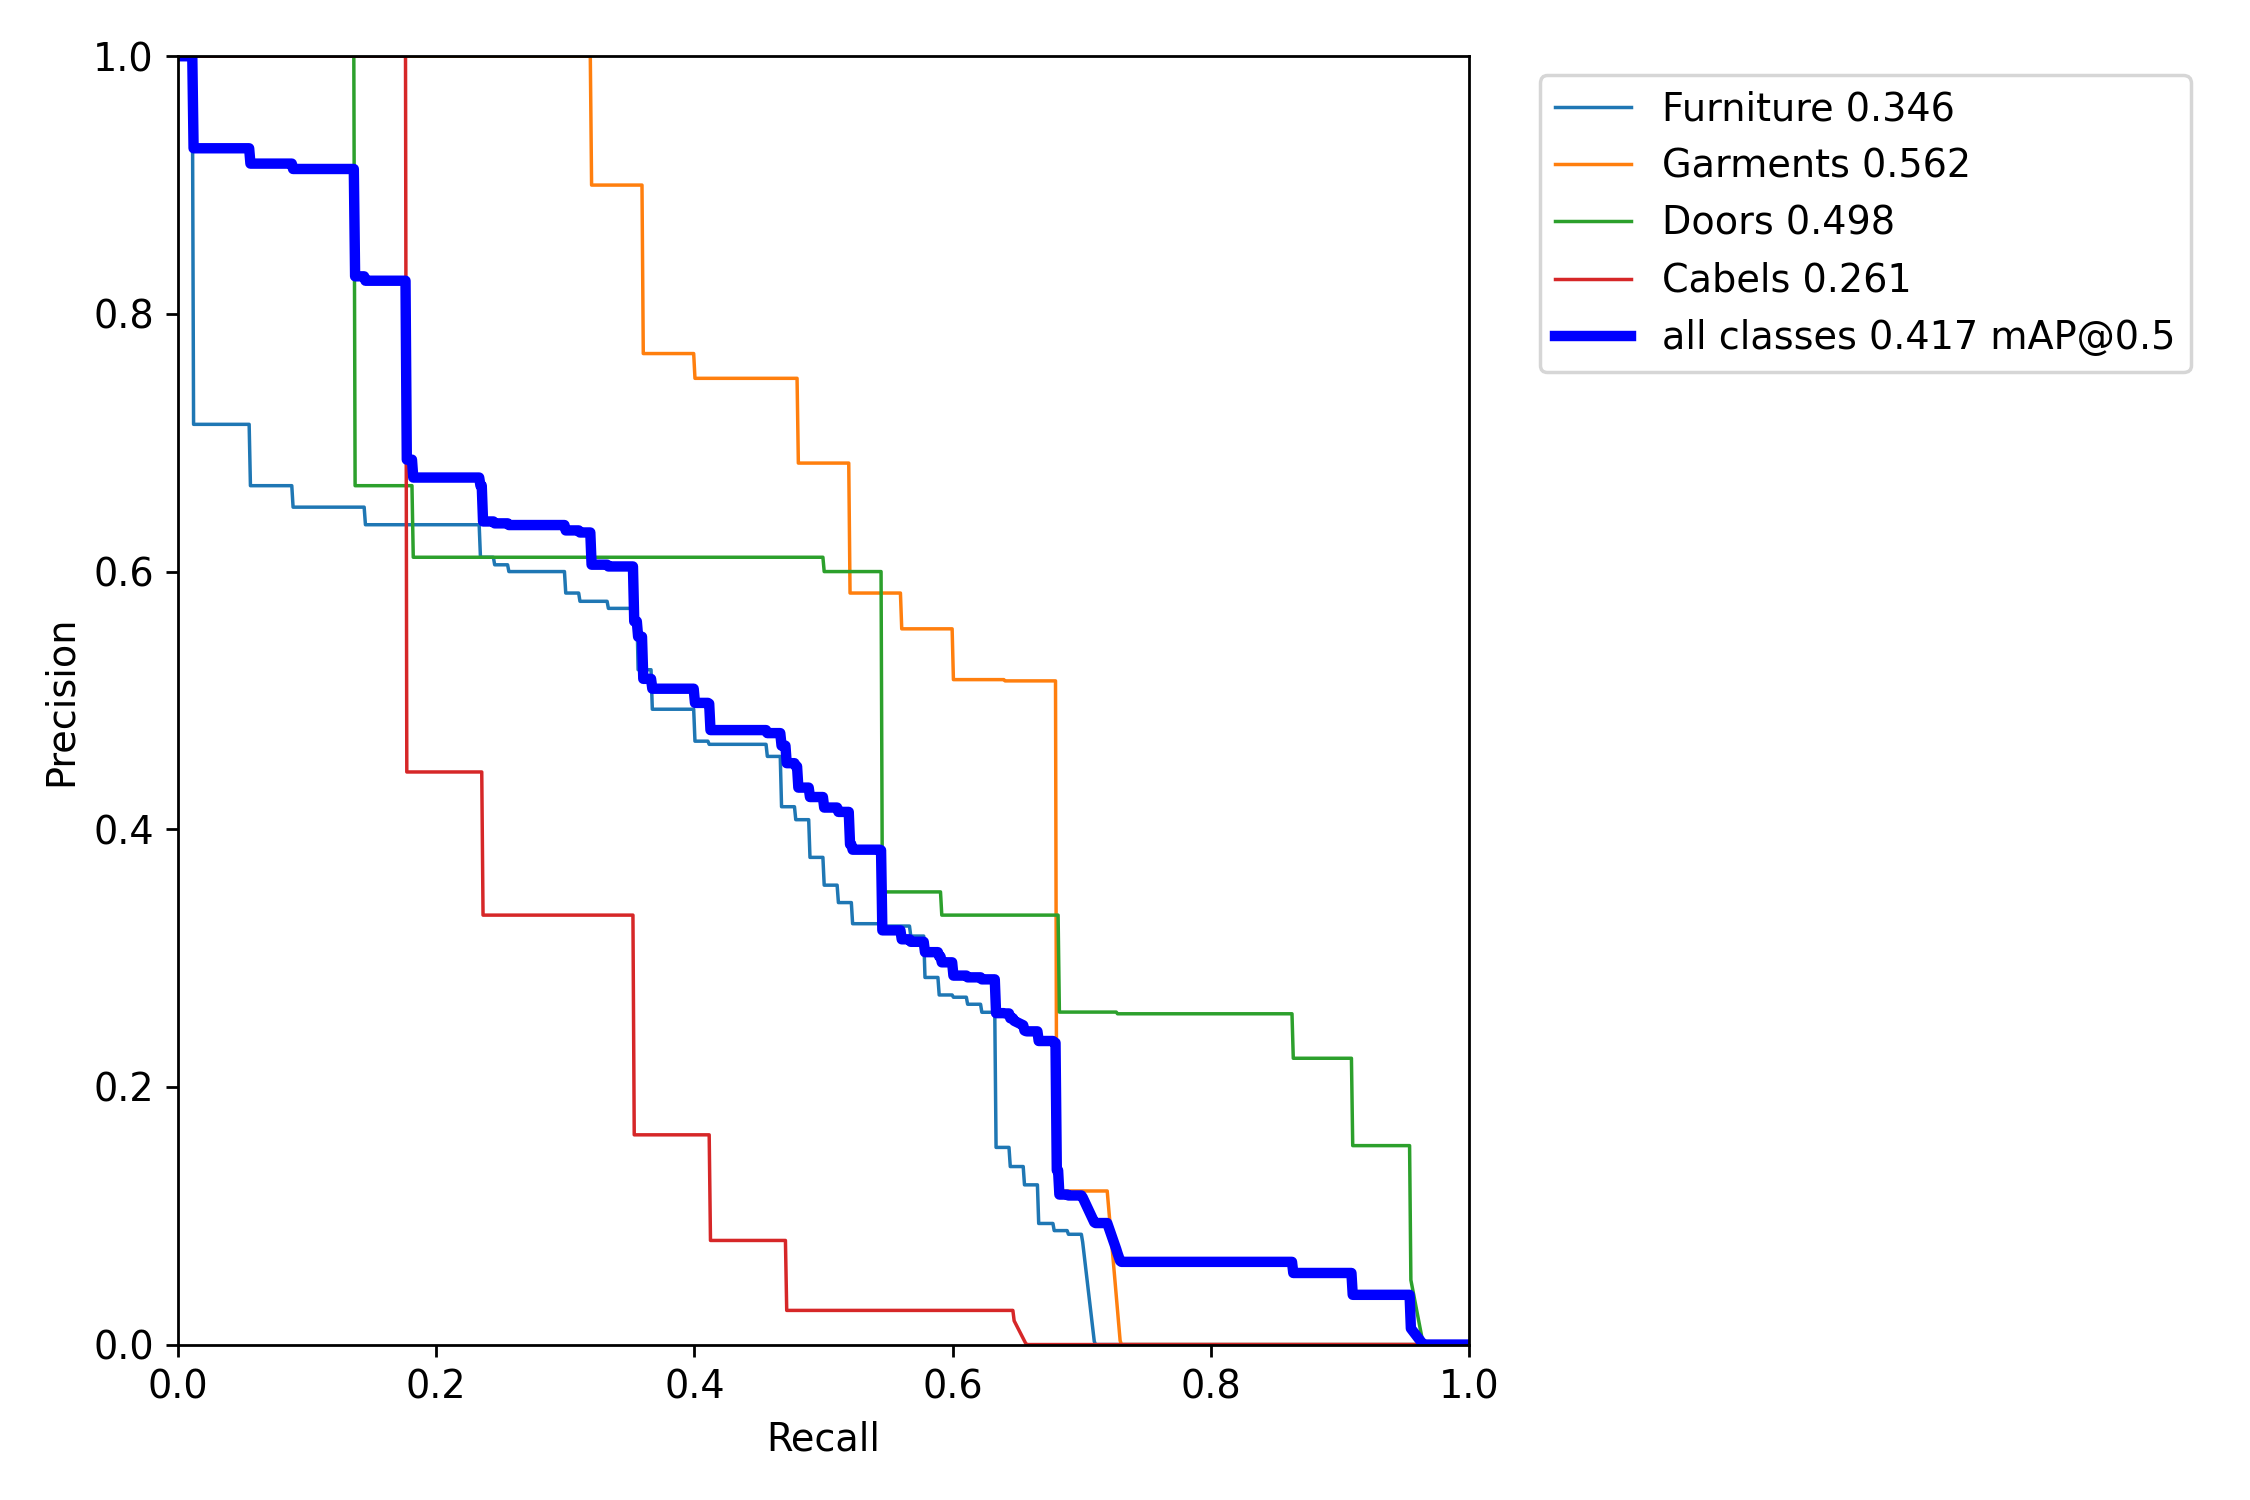 1.0
0.8
0.6
0.4
0.2
0.0
Precision
0.0 0.2 0.4 0.6 0.8 1.0
Recall
Furniture 0.346
Garments 0.562
Doors 0.498
Cabels 0.261
all classes 0.417 mAP@0.5